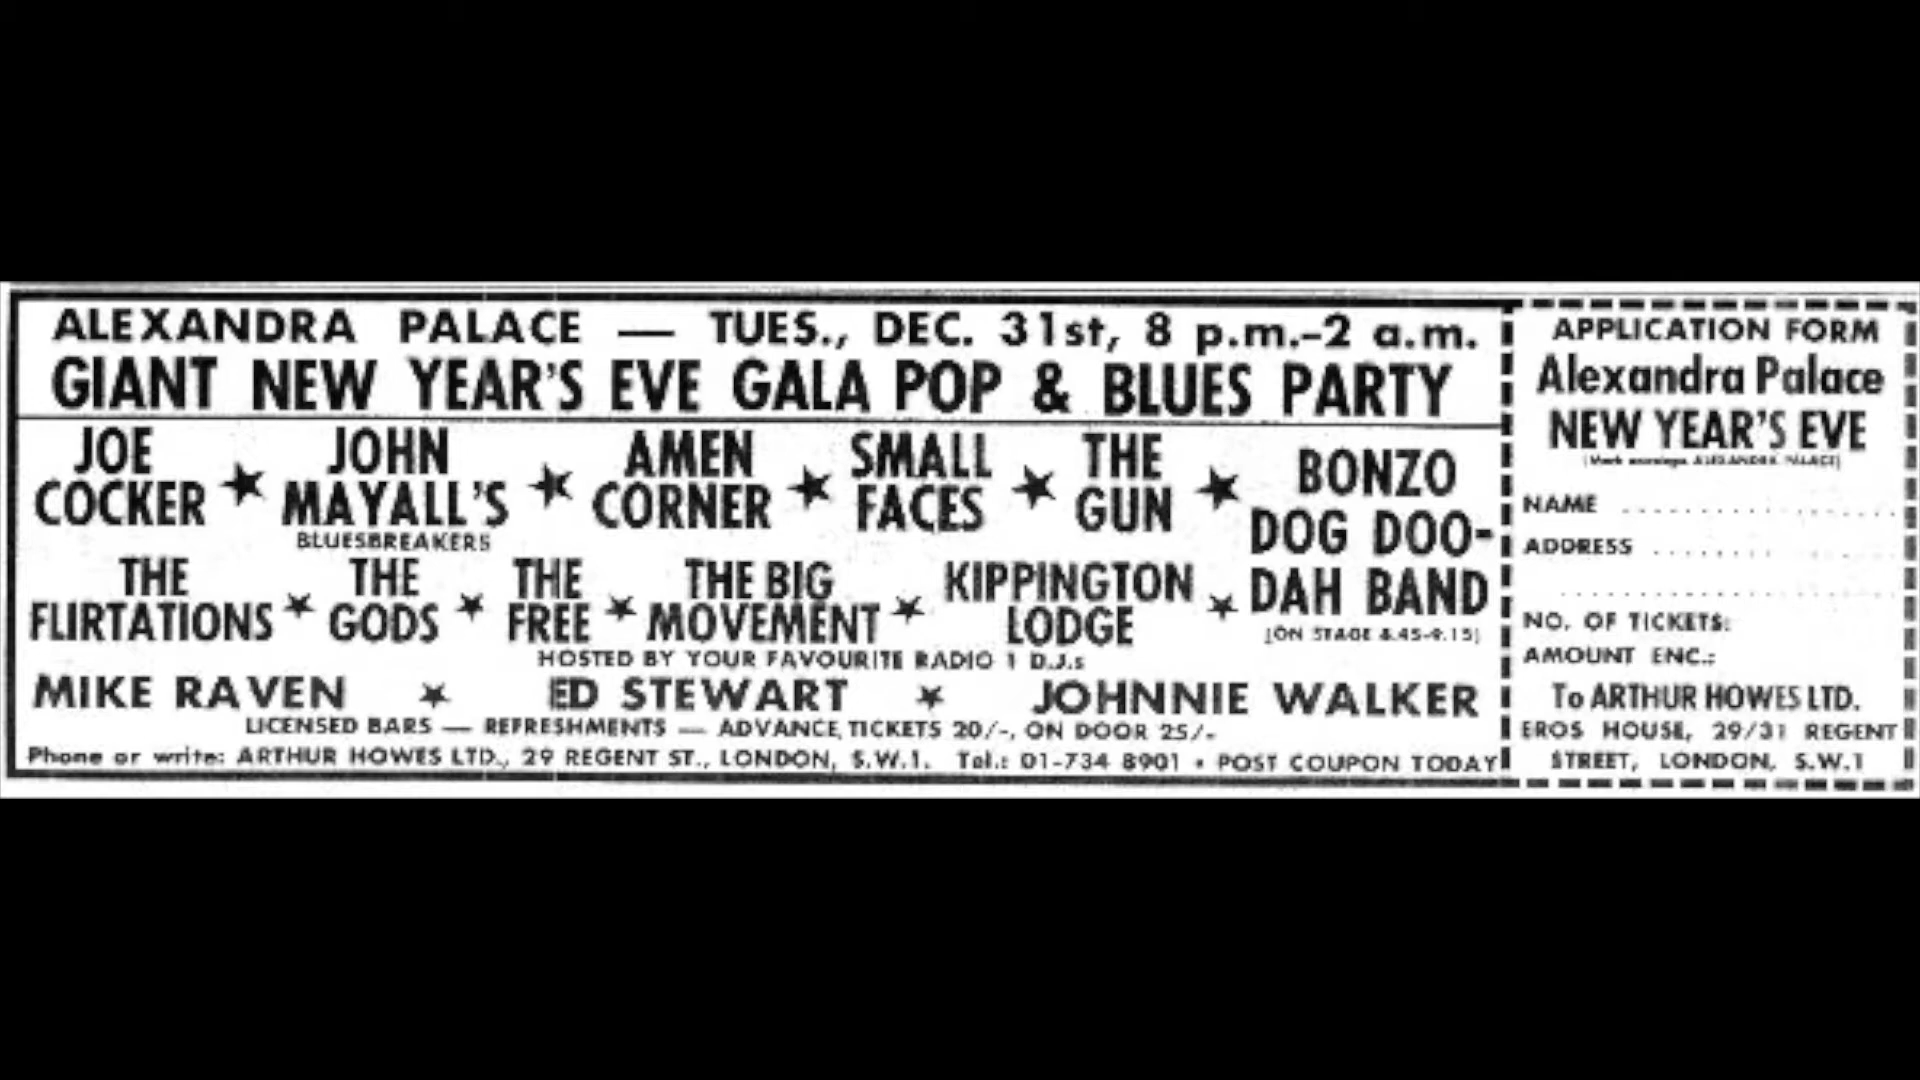 ALEXANDRA PALACE — TUES., DEC. 31st, 8 p.m.-2 a.m.
GIANT NEW YEAR'S EVE GALA POP & BLUES PARTY
JOE COCKER ★ JOHN MAYALL'S BLUESBREAKERS ★ AMEN CORNER ★ SMALL FACES ★ THE GUN ★ BONZO DOG DOO-DAH BAND
[ON STAGE 8.45-9.15]
THE FLIRTATIONS ★ THE GODS ★ THE FREE ★ THE BIG MOVEMENT ★ KIPPINGTON LODGE ★
HOSTED BY YOUR FAVOURITE RADIO 1 D.J.s
MIKE RAVEN ★ ED STEWART ★ JOHNNIE WALKER
LICENSED BARS — REFRESHMENTS — ADVANCE TICKETS 20/-, ON DOOR 25/-
Phone or write: ARTHUR HOWES LTD., 29 REGENT ST., LONDON, S.W.1. Tel.: 01-734 8901 • POST COUPON TODAY
APPLICATION FORM
Alexandra Palace
NEW YEAR'S EVE
(Mark envelope ALEXANDRA PALACE)
NAME
ADDRESS
NO. OF TICKETS:
AMOUNT ENC.:
To ARTHUR HOWES LTD.
EROS HOUSE, 29/31 REGENT
STREET, LONDON, S.W.1